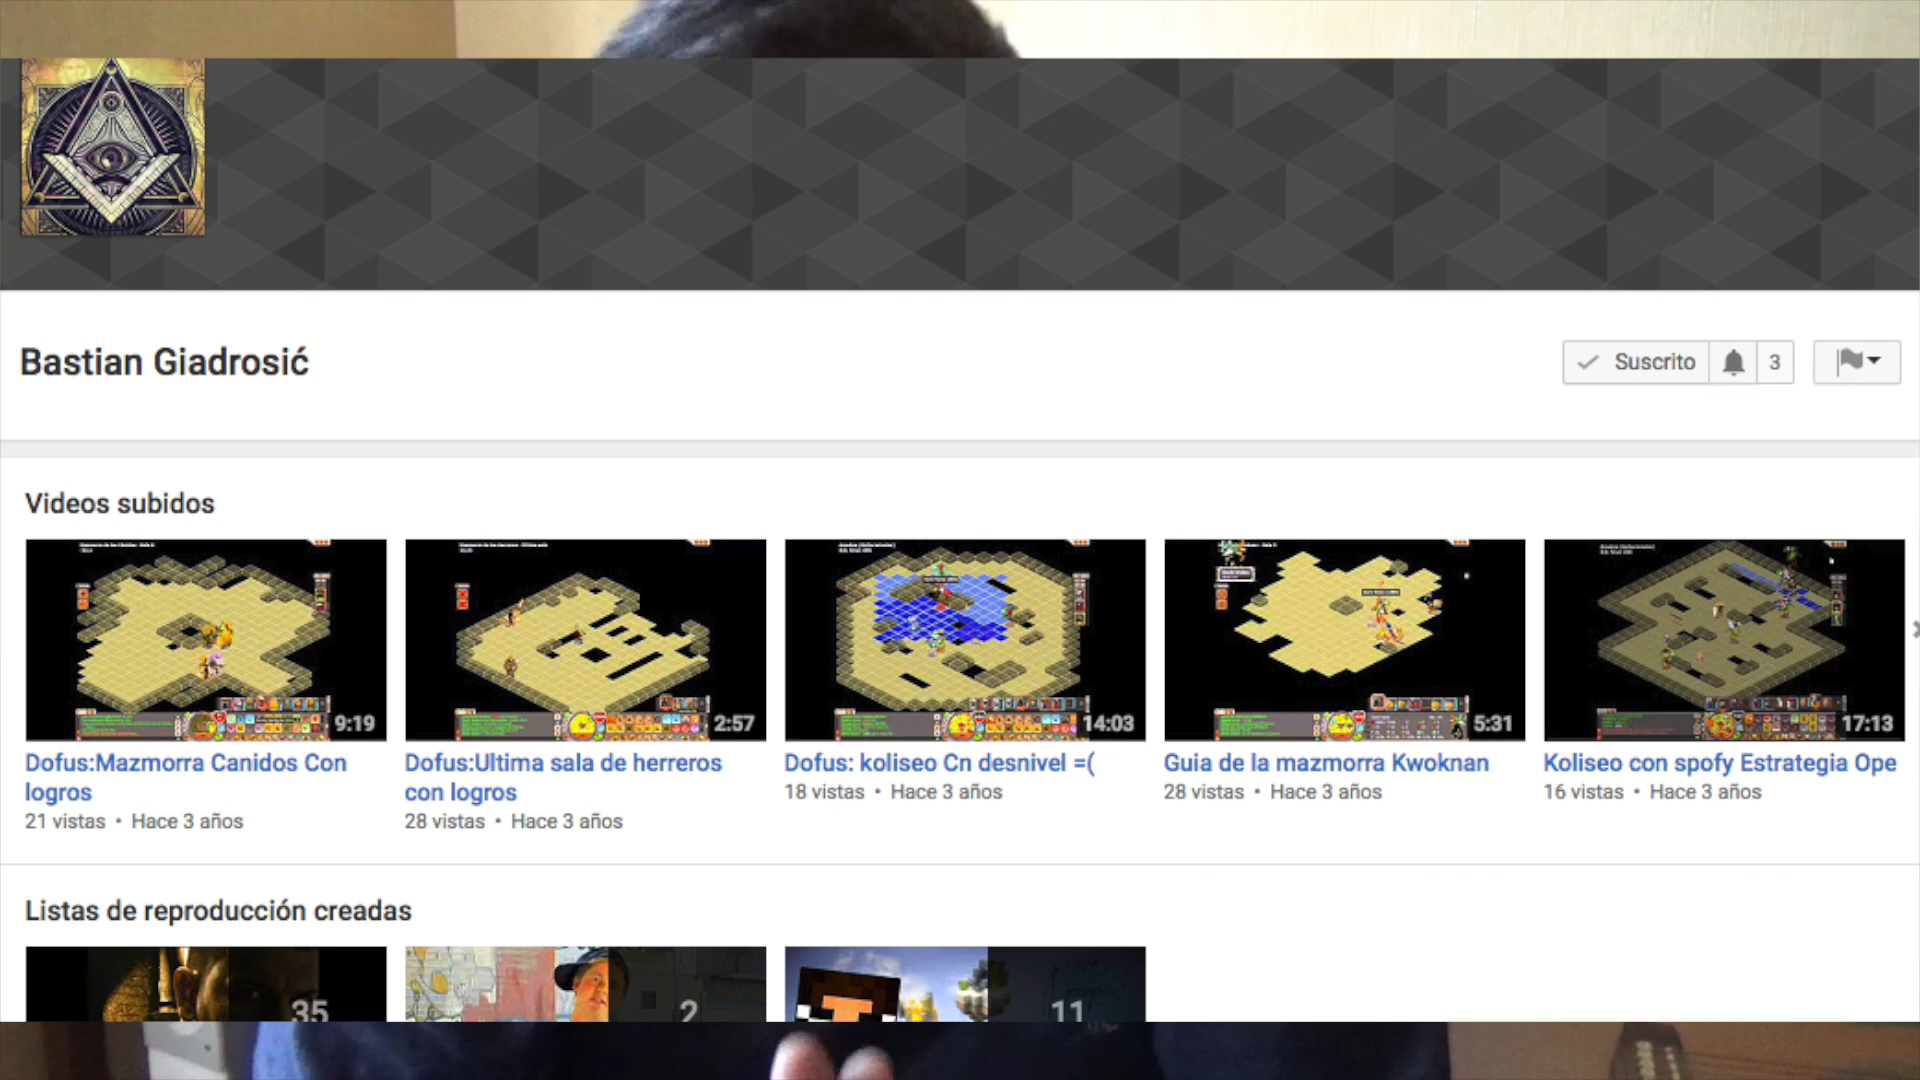 Bastian Giadrosić
Suscrito
3
Videos subidos
9:19
2:57
14:03
5:31
17:13
Dofus:Mazmorra Canidos Con
logros
21 vistas • Hace 3 años
Dofus:Ultima sala de herreros
con logros
28 vistas • Hace 3 años
Dofus: koliseo Cn desnivel =(
18 vistas • Hace 3 años
Guia de la mazmorra Kwoknan
28 vistas • Hace 3 años
Koliseo con spofy Estrategia Ope
16 vistas • Hace 3 años
Listas de reproducción creadas
35
2
11